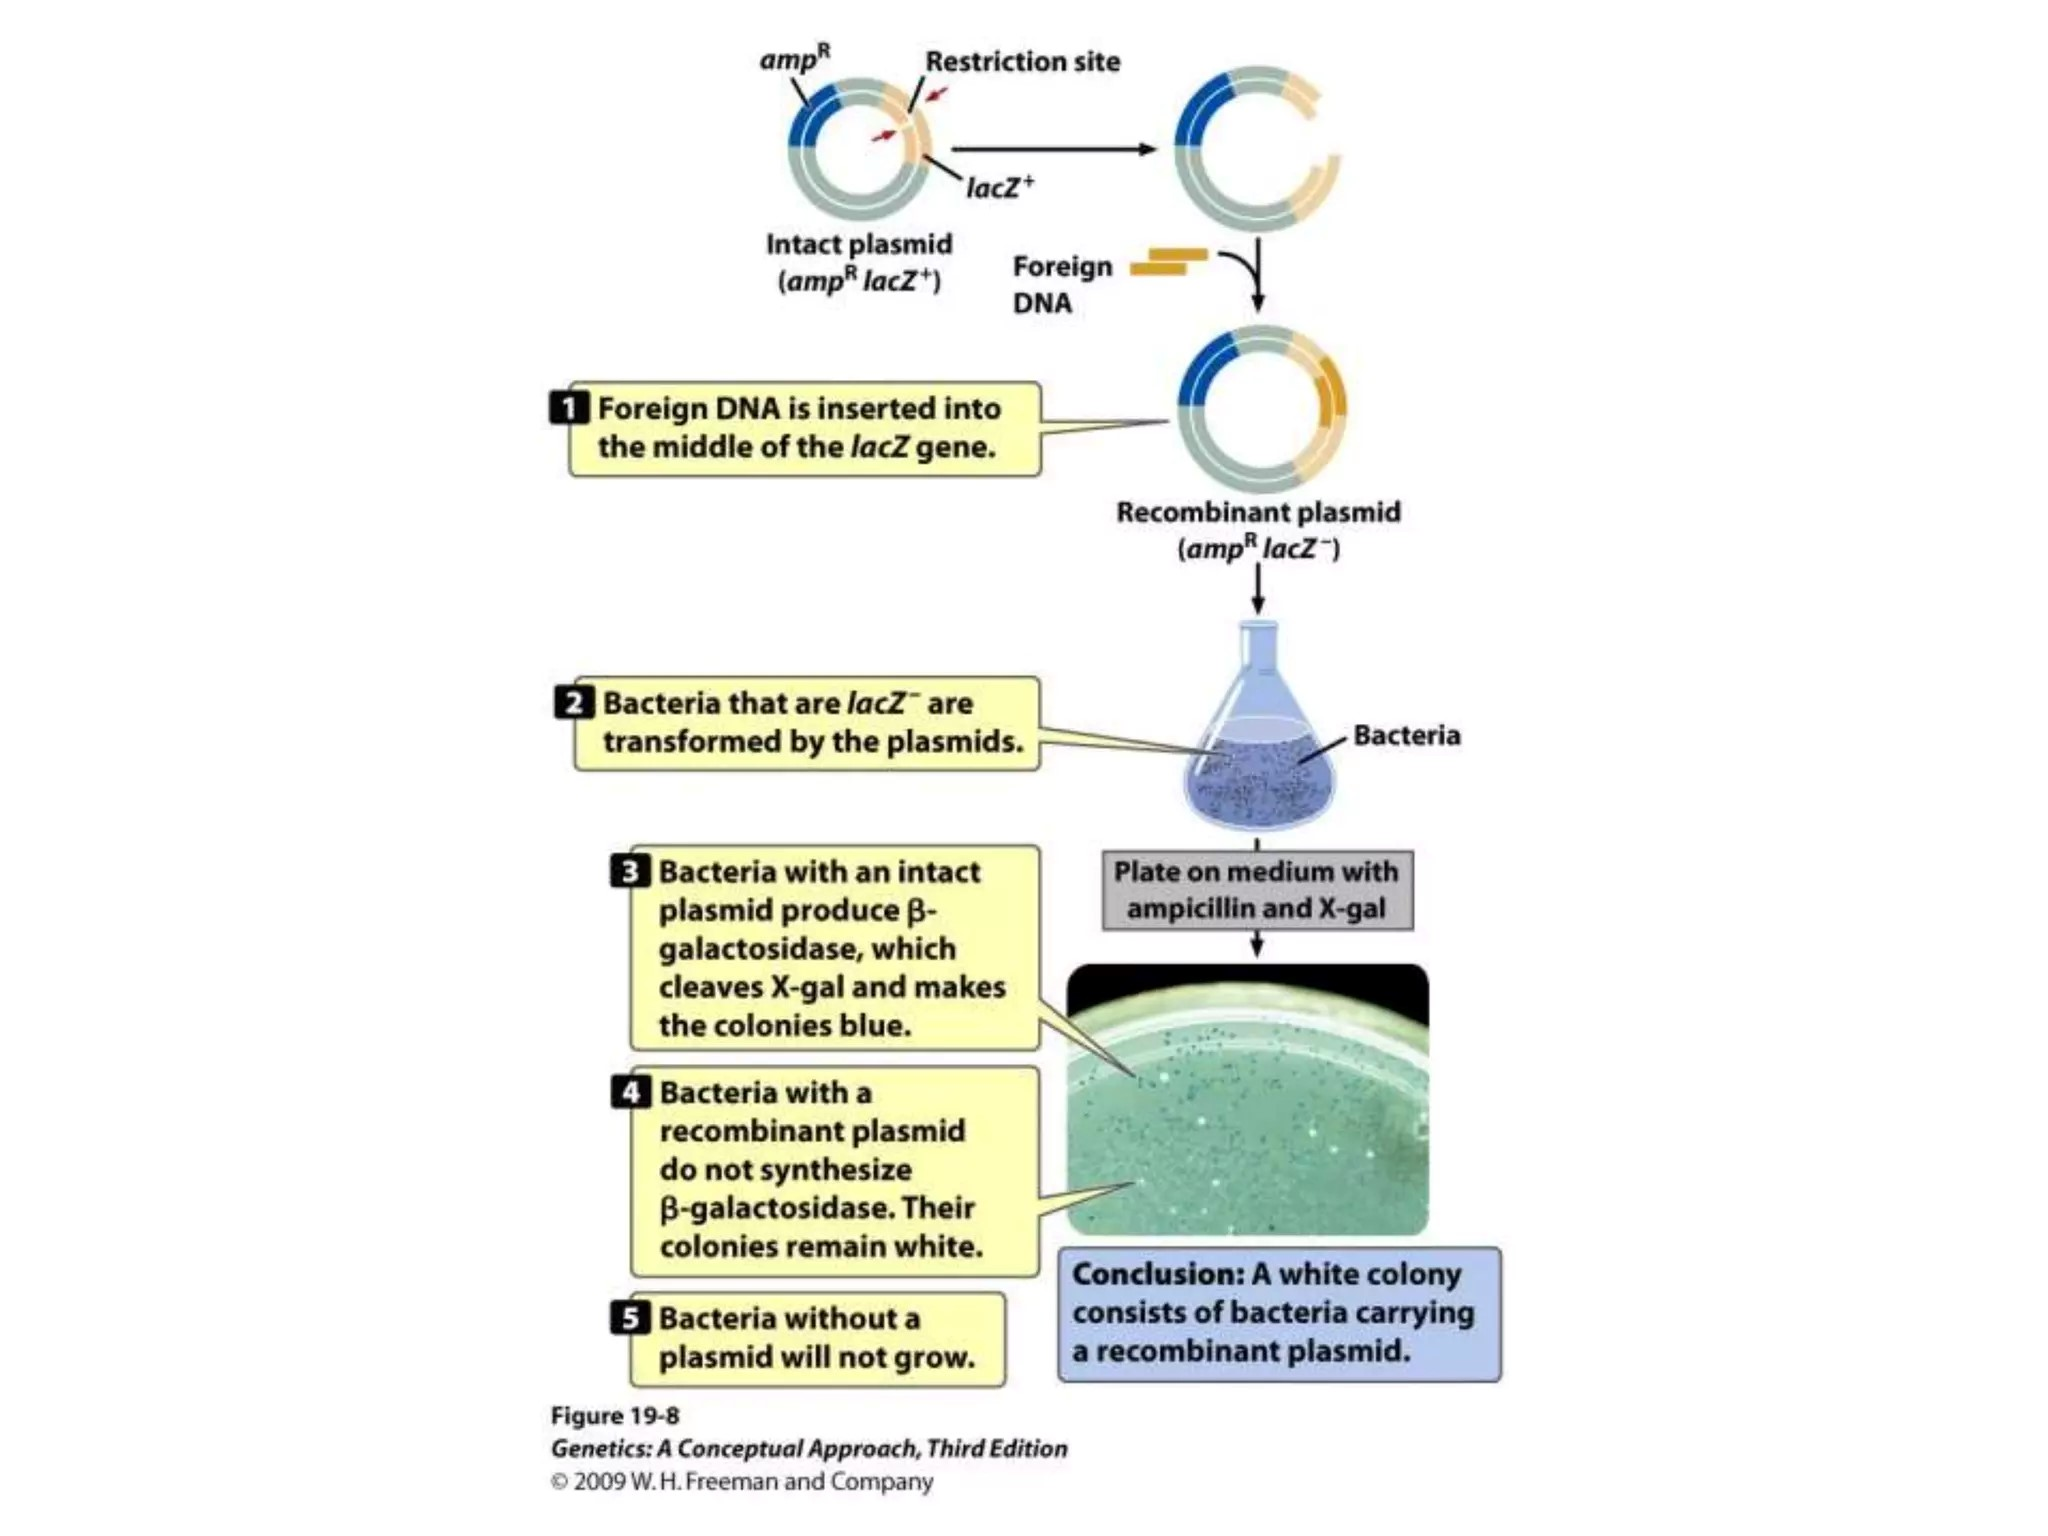 ampR
Restriction site
lacZ+
Intact plasmid
(ampR lacZ+)
Foreign
DNA
1 Foreign DNA is inserted into
the middle of the lacZ gene.
Recombinant plasmid
(ampR lacZ–)
2 Bacteria that are lacZ– are
transformed by the plasmids.
Bacteria
Plate on medium with
ampicillin and X-gal
3 Bacteria with an intact
plasmid produce β-
galactosidase, which
cleaves X-gal and makes
the colonies blue.
4 Bacteria with a
recombinant plasmid
do not synthesize
β-galactosidase. Their
colonies remain white.
5 Bacteria without a
plasmid will not grow.
Conclusion: A white colony
consists of bacteria carrying
a recombinant plasmid.
Figure 19-8
Genetics: A Conceptual Approach, Third Edition
© 2009 W. H. Freeman and Company